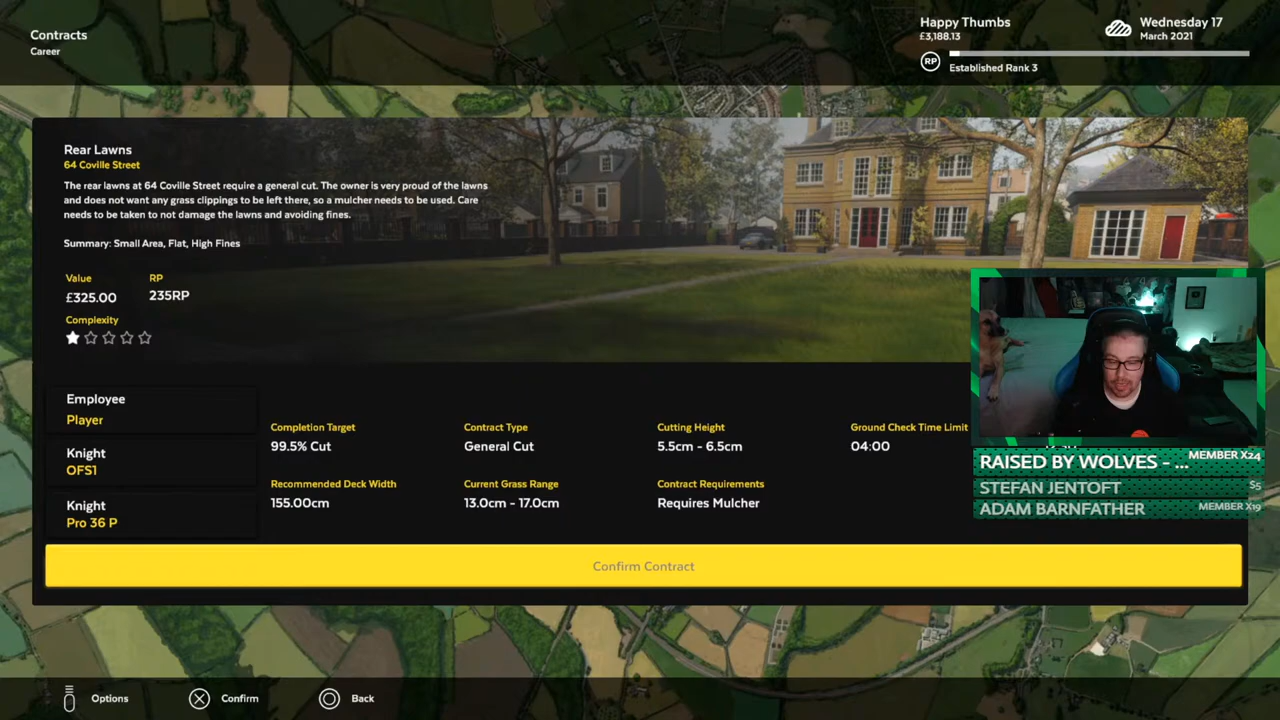 Contracts
Career
Happy Thumbs
£3,188.13
Wednesday 17
March 2021
RP
Established Rank 3
Rear Lawns
64 Coville Street
The rear lawns at 64 Coville Street require a general cut. The owner is very proud of the lawns
and does not want any grass clippings to be left there, so a mulcher needs to be used. Care
needs to be taken to not damage the lawns and avoiding fines.
Summary: Small Area, Flat, High Fines
Value
£325.00
RP
235RP
Complexity
Employee
Player
Knight
OFS1
Knight
Pro 36 P
Completion Target
99.5% Cut
Contract Type
General Cut
Cutting Height
5.5cm - 6.5cm
Ground Check Time Limit
04:00
Recommended Deck Width
155.00cm
Current Grass Range
13.0cm - 17.0cm
Contract Requirements
Requires Mulcher
RAISED BY WOLVES - ... MEMBER X24
STEFAN JENTOFT $5
ADAM BARNFATHER MEMBER X19
Confirm Contract
Options
Confirm
Back